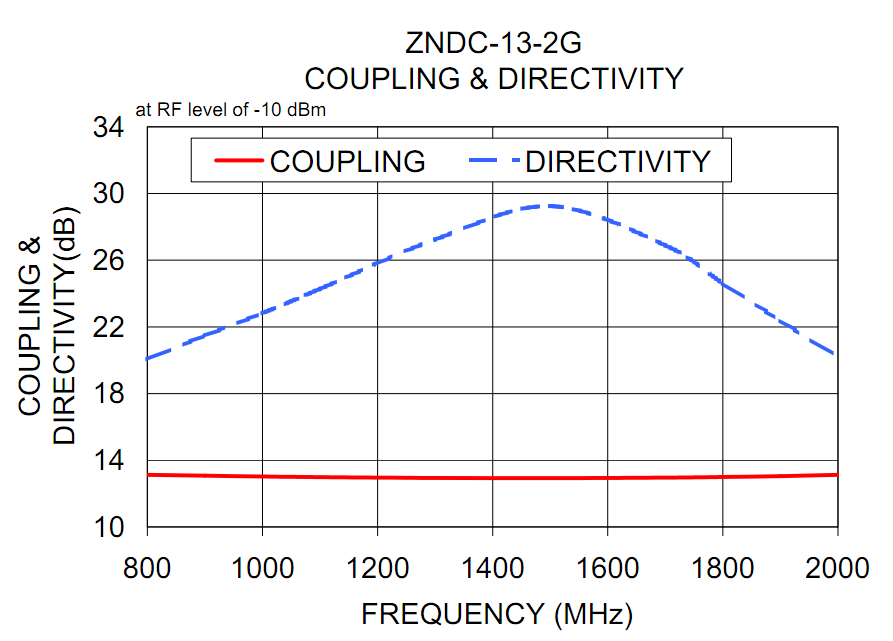 ZNDC-13-2G
COUPLING & DIRECTIVITY
at RF level of -10 dBm
COUPLING
DIRECTIVITY
34
30
26
22
18
14
10
COUPLING &
DIRECTIVITY(dB)
800 1000 1200 1400 1600 1800 2000
FREQUENCY (MHz)